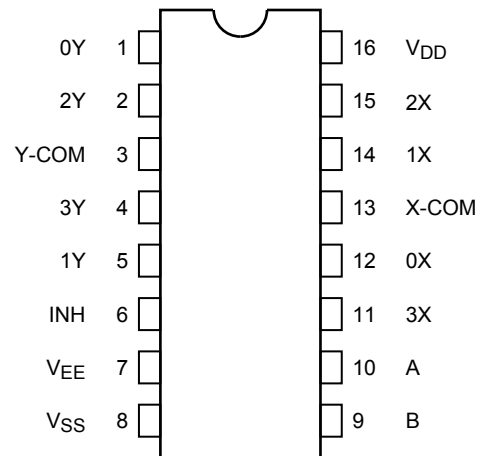 0Y 1 16 VDD
2Y 2 15 2X
Y-COM 3 14 1X
3Y 4 13 X-COM
1Y 5 12 0X
INH 6 11 3X
VEE 7 10 A
VSS 8 9 B